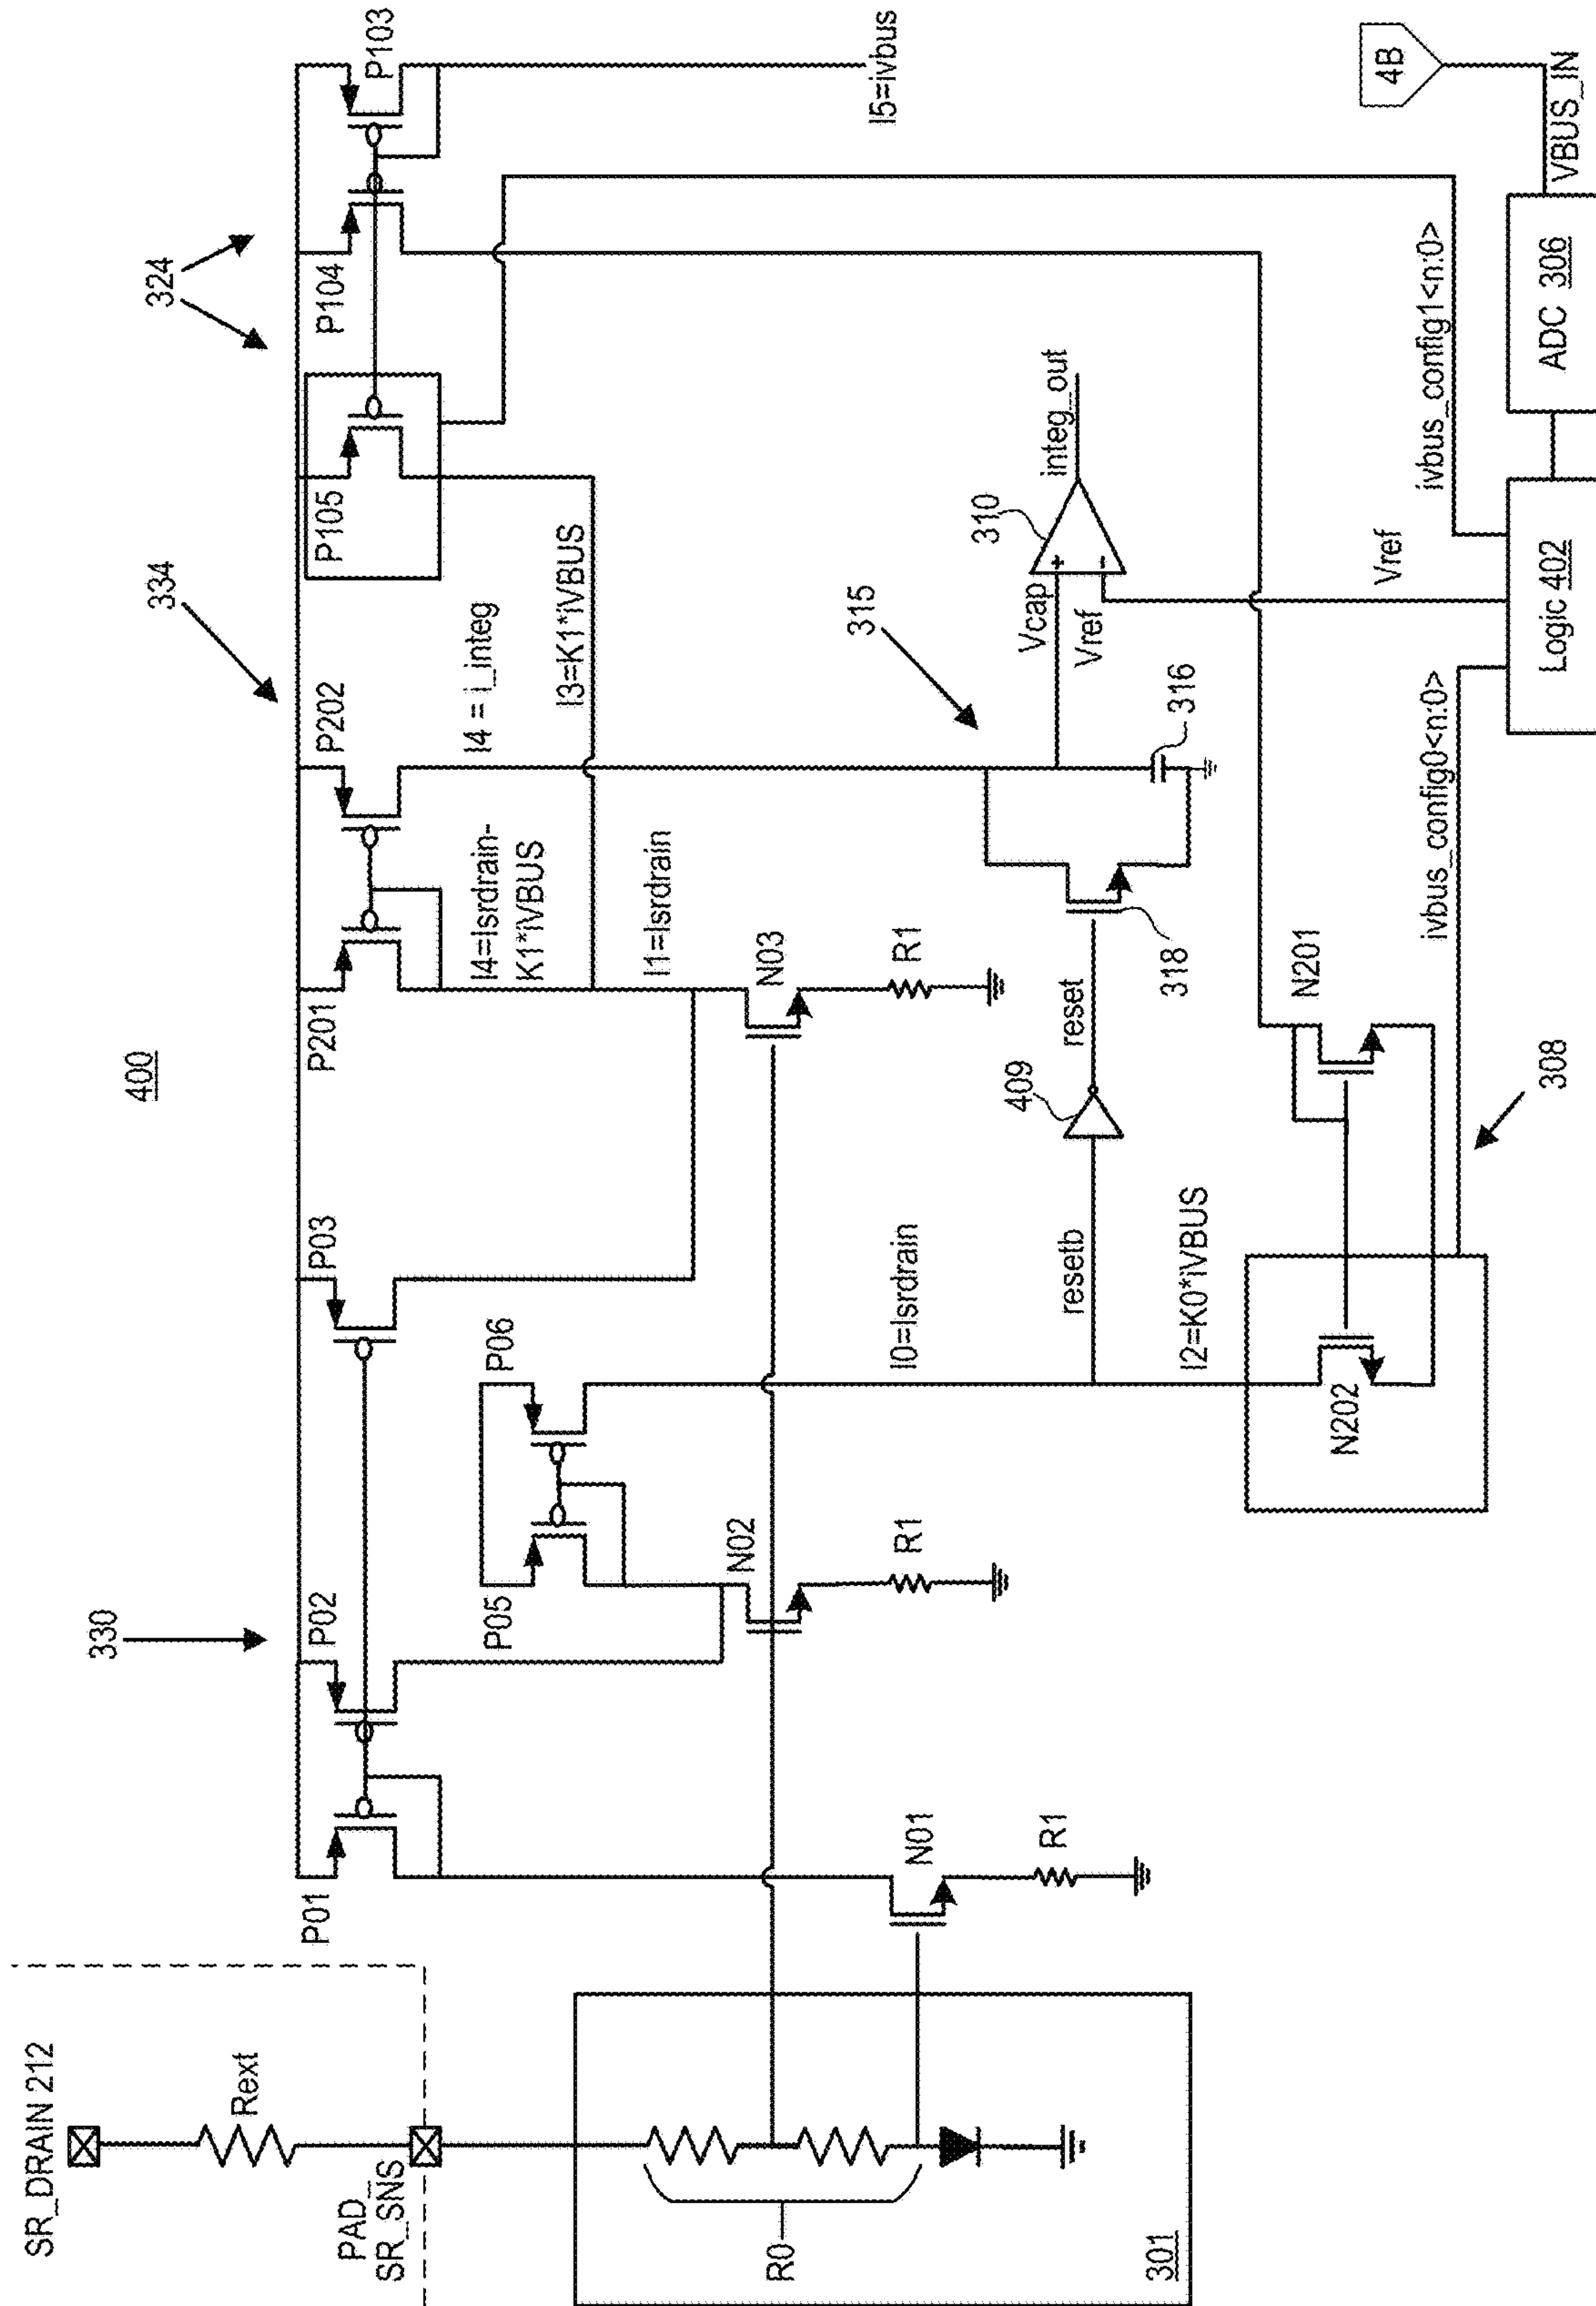 400
SR_DRAIN 212
Rext
PAD_
SR_SNS
R0
301
330
334
324
P01
P02
P03
P201
P202
P105
P104
P103
P05
P06
N01
R1
N02
R1
N03
R1
I4=Isrdrain-
K1*iVBUS
I4 = i_integ
I3=K1*iVBUS
I1=Isrdrain
I5=ivbus
I0=Isrdrain
315
310
Vcap
Vref
+
-
integ_out
316
318
resetb
409
reset
I2=K0*iVBUS
N202
N201
308
ivbus_config0<n:0>
Vref
ivbus_config1<n:0>
Logic 402
ADC 306
VBUS_IN
4B